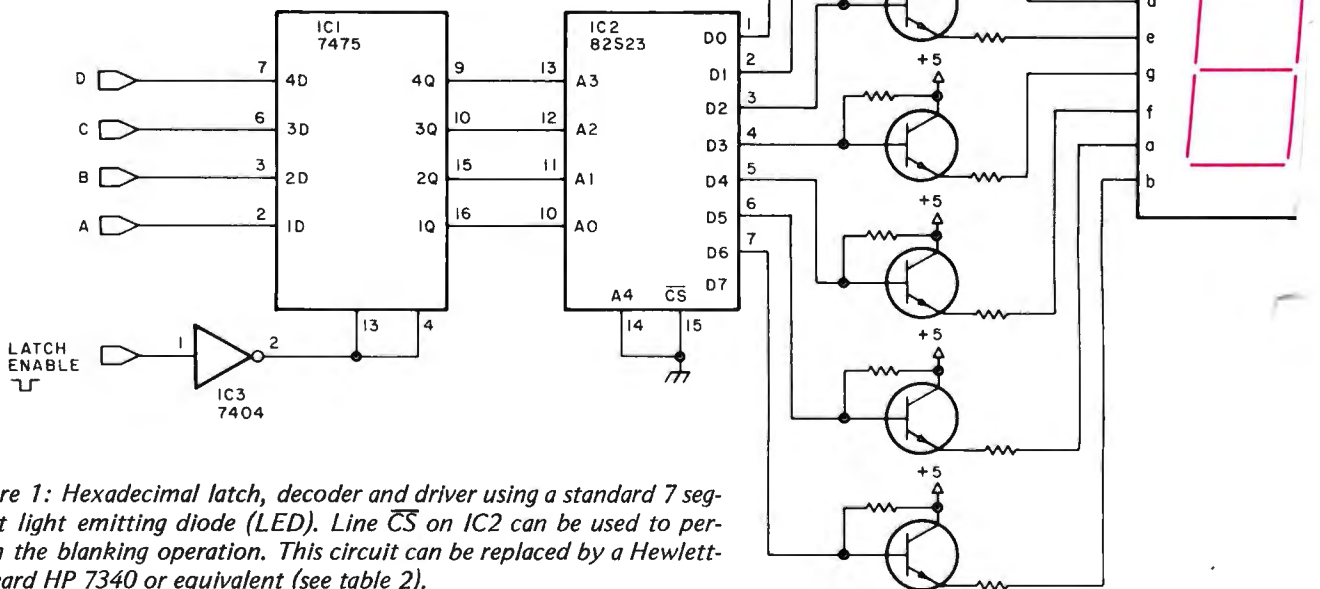 IC1
7475
IC2
82S23
D
7
4D
4Q
9
13
A3
C
6
3D
3Q
10
12
A2
B
3
2D
2Q
15
11
A1
A
2
1D
1Q
16
10
A0
13
4
A4
CS
14
15
D0
1
D1
2
D2
3
D3
4
D4
5
D5
6
D6
7
D7
LATCH
ENABLE
1
2
IC3
7404
+5
+5
+5
+5
d
e
g
f
a
b
re 1: Hexadecimal latch, decoder and driver using a standard 7 seg-
t light emitting diode (LED). Line CS on IC2 can be used to per-
the blanking operation. This circuit can be replaced by a Hewlett-
ard HP 7340 or equivalent (see table 2).